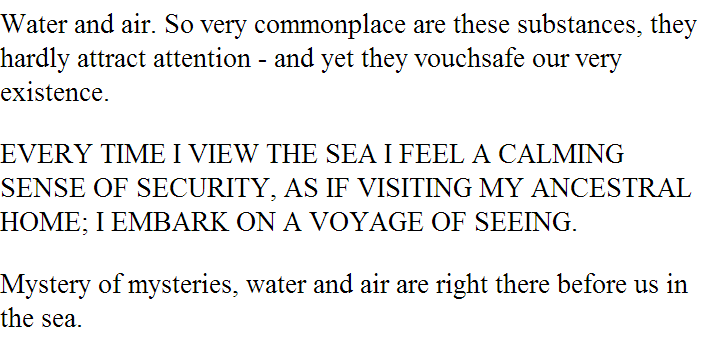 Water and air. So very commonplace are these substances, they
hardly attract attention - and yet they vouchsafe our very
existence.
EVERY TIME I VIEW THE SEA I FEEL A CALMING
SENSE OF SECURITY, AS IF VISITING MY ANCESTRAL
HOME; I EMBARK ON A VOYAGE OF SEEING.
Mystery of mysteries, water and air are right there before us in
the sea.